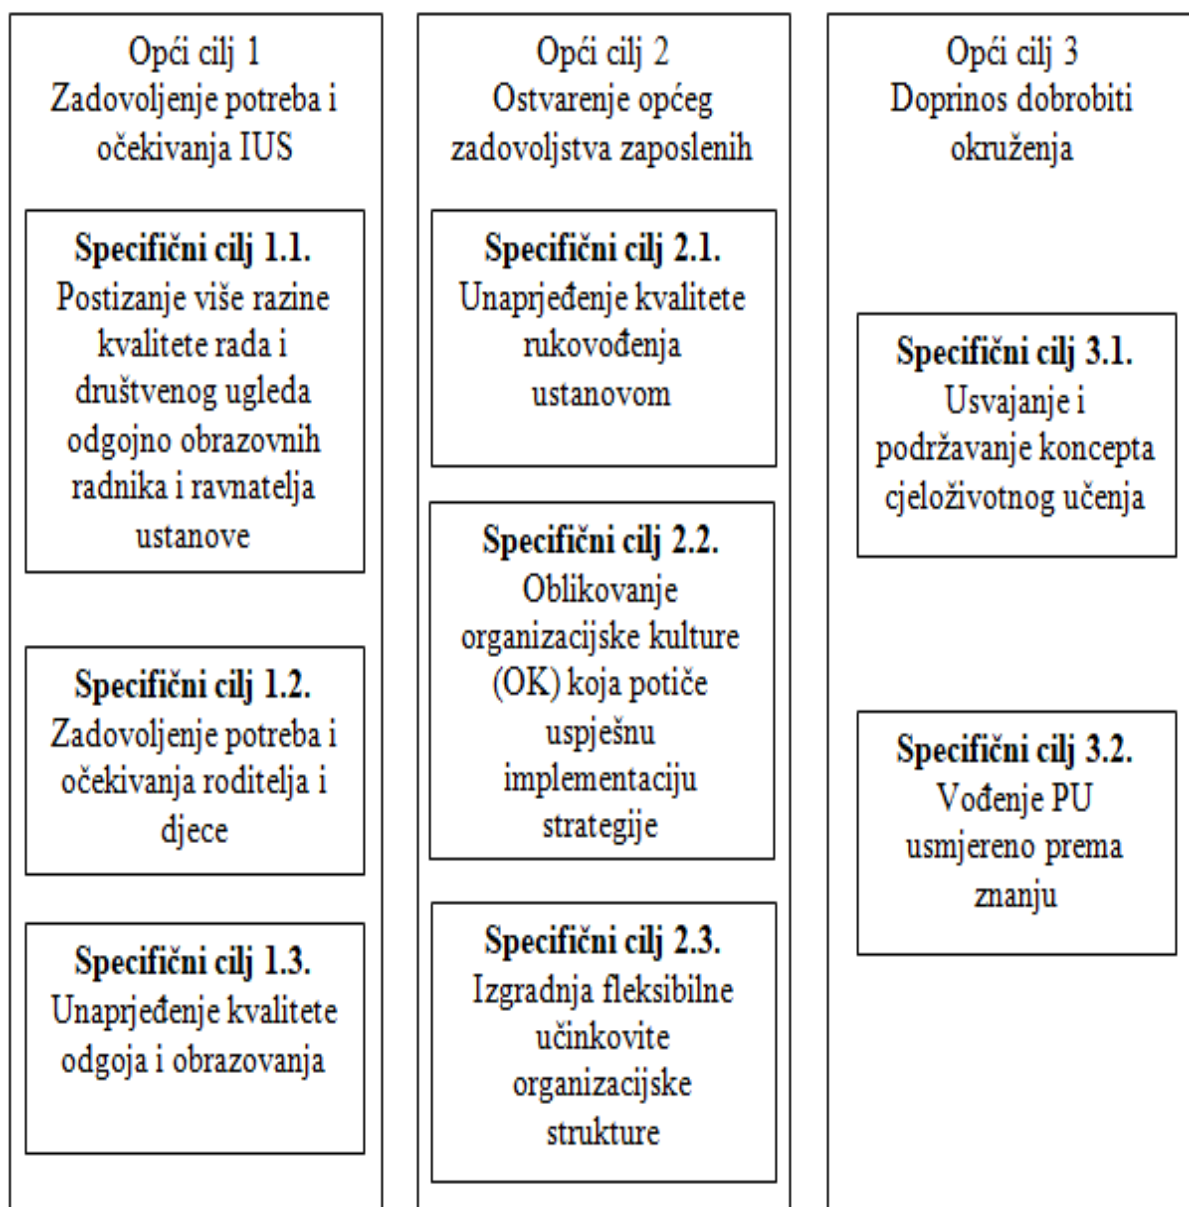 Opći cilj 1
Zadovoljenje potreba i
očekivanja IUS
Specifični cilj 1.1.
Postizanje više razine
kvalitete rada i
društvenog ugleda
odgojno obrazovnih
radnika i ravnatelja
ustanove
Specifični cilj 1.2.
Zadovoljenje potreba i
očekivanja roditelja i
djece
Specifični cilj 1.3.
Unaprjeđenje kvalitete
odgoja i obrazovanja
Opći cilj 2
Ostvarenje općeg
zadovoljstva zaposlenih
Specifični cilj 2.1.
Unaprjeđenje kvalitete
rukovođenja
ustanovom
Specifični cilj 2.2.
Oblikovanje
organizacijske kulture
(OK) koja potiče
uspješnu
implementaciju
strategije
Specifični cilj 2.3.
Izgradnja fleksibilne
učinkovite
organizacijske
strukture
Opći cilj 3
Doprinos dobrobiti
okruženja
Specifični cilj 3.1.
Usvajanje i
podržavanje koncepta
cjeloživotnog učenja
Specifični cilj 3.2.
Vođenje PU
usmjereno prema
znanju